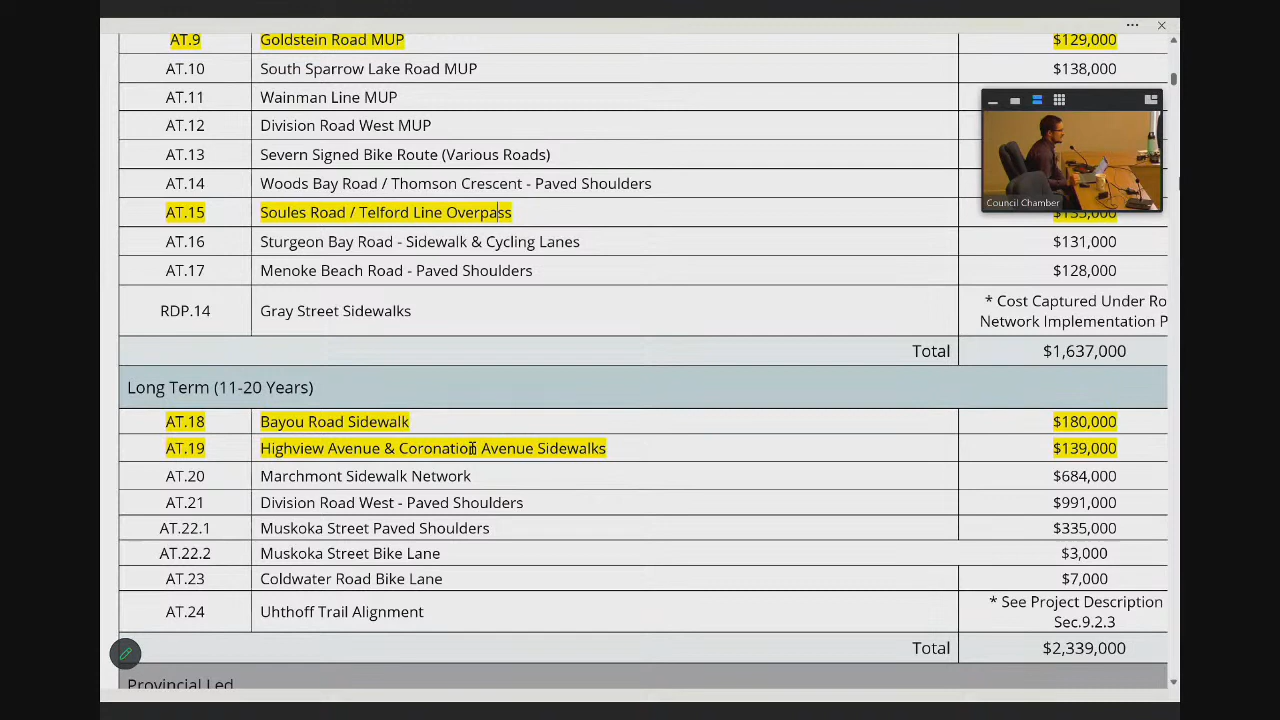 AT.9 Goldstein Road MUP $129,000
AT.10 South Sparrow Lake Road MUP $138,000
AT.11 Wainman Line MUP
AT.12 Division Road West MUP
AT.13 Severn Signed Bike Route (Various Roads)
AT.14 Woods Bay Road / Thomson Crescent - Paved Shoulders
AT.15 Soules Road / Telford Line Overpass
AT.16 Sturgeon Bay Road - Sidewalk & Cycling Lanes $131,000
AT.17 Menoke Beach Road - Paved Shoulders $128,000
RDP.14 Gray Street Sidewalks * Cost Captured Under Ro
Network Implementation P
Total $1,637,000
Long Term (11-20 Years)
AT.18 Bayou Road Sidewalk $180,000
AT.19 Highview Avenue & Coronation Avenue Sidewalks $139,000
AT.20 Marchmont Sidewalk Network $684,000
AT.21 Division Road West - Paved Shoulders $991,000
AT.22.1 Muskoka Street Paved Shoulders $335,000
AT.22.2 Muskoka Street Bike Lane $3,000
AT.23 Coldwater Road Bike Lane $7,000
AT.24 Uhthoff Trail Alignment * See Project Description
Sec.9.2.3
Total $2,339,000
Provincial Led
Council Chamber